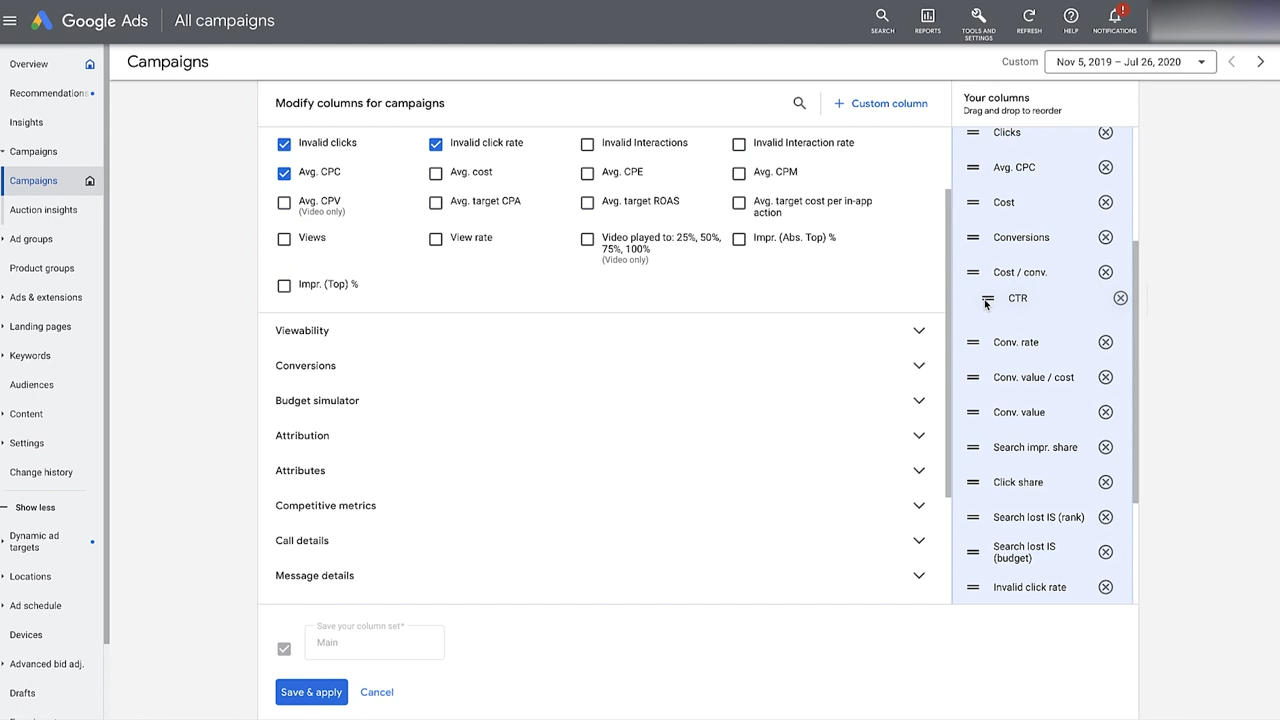 Google Ads
All campaigns
SEARCH
REPORTS
TOOLS AND
SETTINGS
REFRESH
HELP
!
NOTIFICATIONS
Overview
Recommendations
Insights
Campaigns
Campaigns
Auction insights
Ad groups
Product groups
Ads & extensions
Landing pages
Keywords
Audiences
Content
Settings
Change history
Show less
Dynamic ad
targets
Locations
Ad schedule
Devices
Advanced bid adj.
Drafts
Campaigns
Custom
Nov 5, 2019 – Jul 26, 2020
Modify columns for campaigns
+ Custom column
Invalid clicks
Invalid click rate
Invalid Interactions
Invalid Interaction rate
Avg. CPC
Avg. cost
Avg. CPE
Avg. CPM
Avg. CPV
(Video only)
Avg. target CPA
Avg. target ROAS
Avg. target cost per in-app
action
Views
View rate
Video played to: 25%, 50%,
75%, 100%
(Video only)
Impr. (Abs. Top) %
Impr. (Top) %
Viewability
Conversions
Budget simulator
Attribution
Attributes
Competitive metrics
Call details
Message details
Save your column set*
Main
Save & apply
Cancel
Your columns
Drag and drop to reorder
Clicks
Avg. CPC
Cost
Conversions
Cost / conv.
CTR
Conv. rate
Conv. value / cost
Conv. value
Search impr. share
Click share
Search lost IS (rank)
Search lost IS
(budget)
Invalid click rate